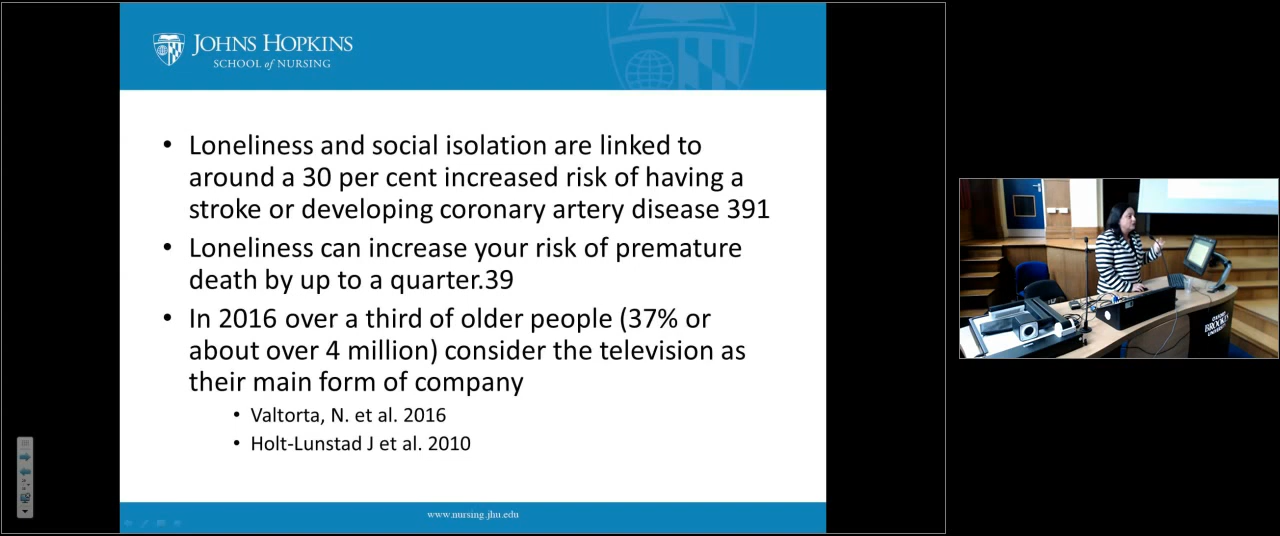 JOHNS HOPKINS
SCHOOL of NURSING
• Loneliness and social isolation are linked to
around a 30 per cent increased risk of having a
stroke or developing coronary artery disease 391
• Loneliness can increase your risk of premature
death by up to a quarter.39
• In 2016 over a third of older people (37% or
about over 4 million) consider the television as
their main form of company
• Valtorta, N. et al. 2016
• Holt-Lunstad J et al. 2010
www.nursing.jhu.edu
OXFORD
BROOKES
UNIVERSITY